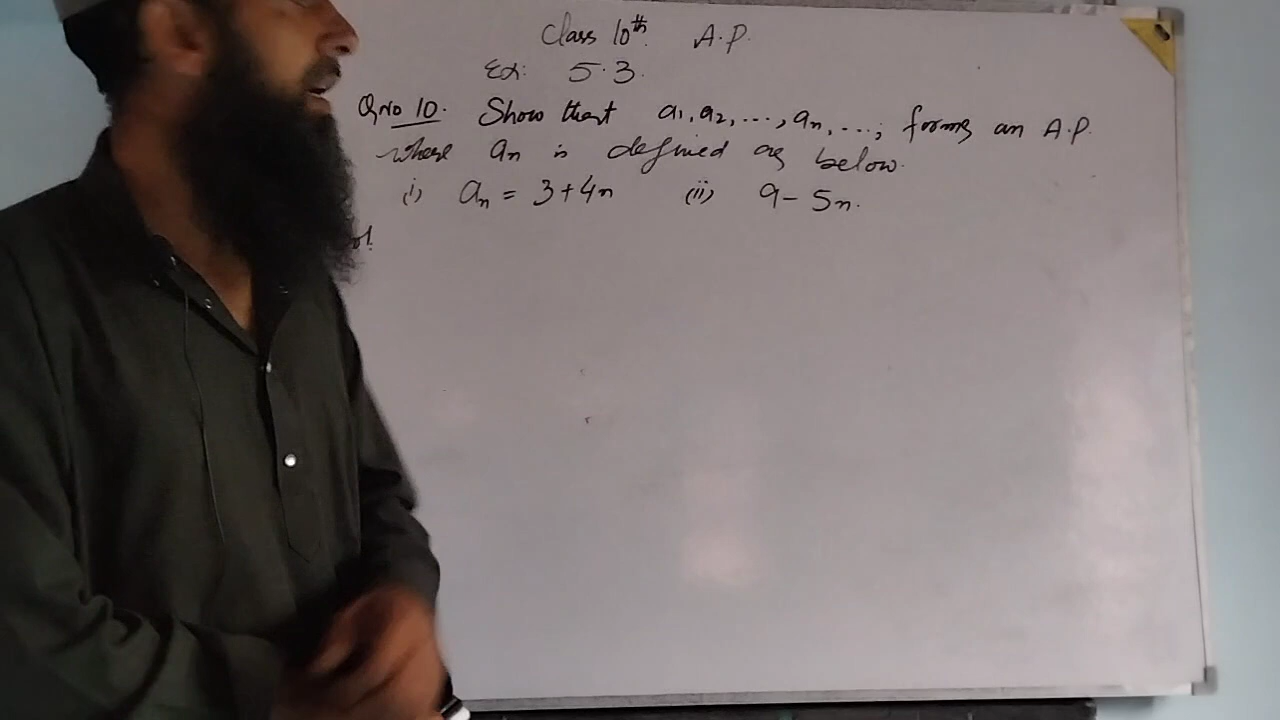 Class 10th. A.P.
Ex: 5.3.
Q No 10. Show that a₁, a₂, ..., aₙ, ...; forms an A.P.
where aₙ is defined as below.
i) aₙ = 3+4n (ii) 9-5n.
ol!